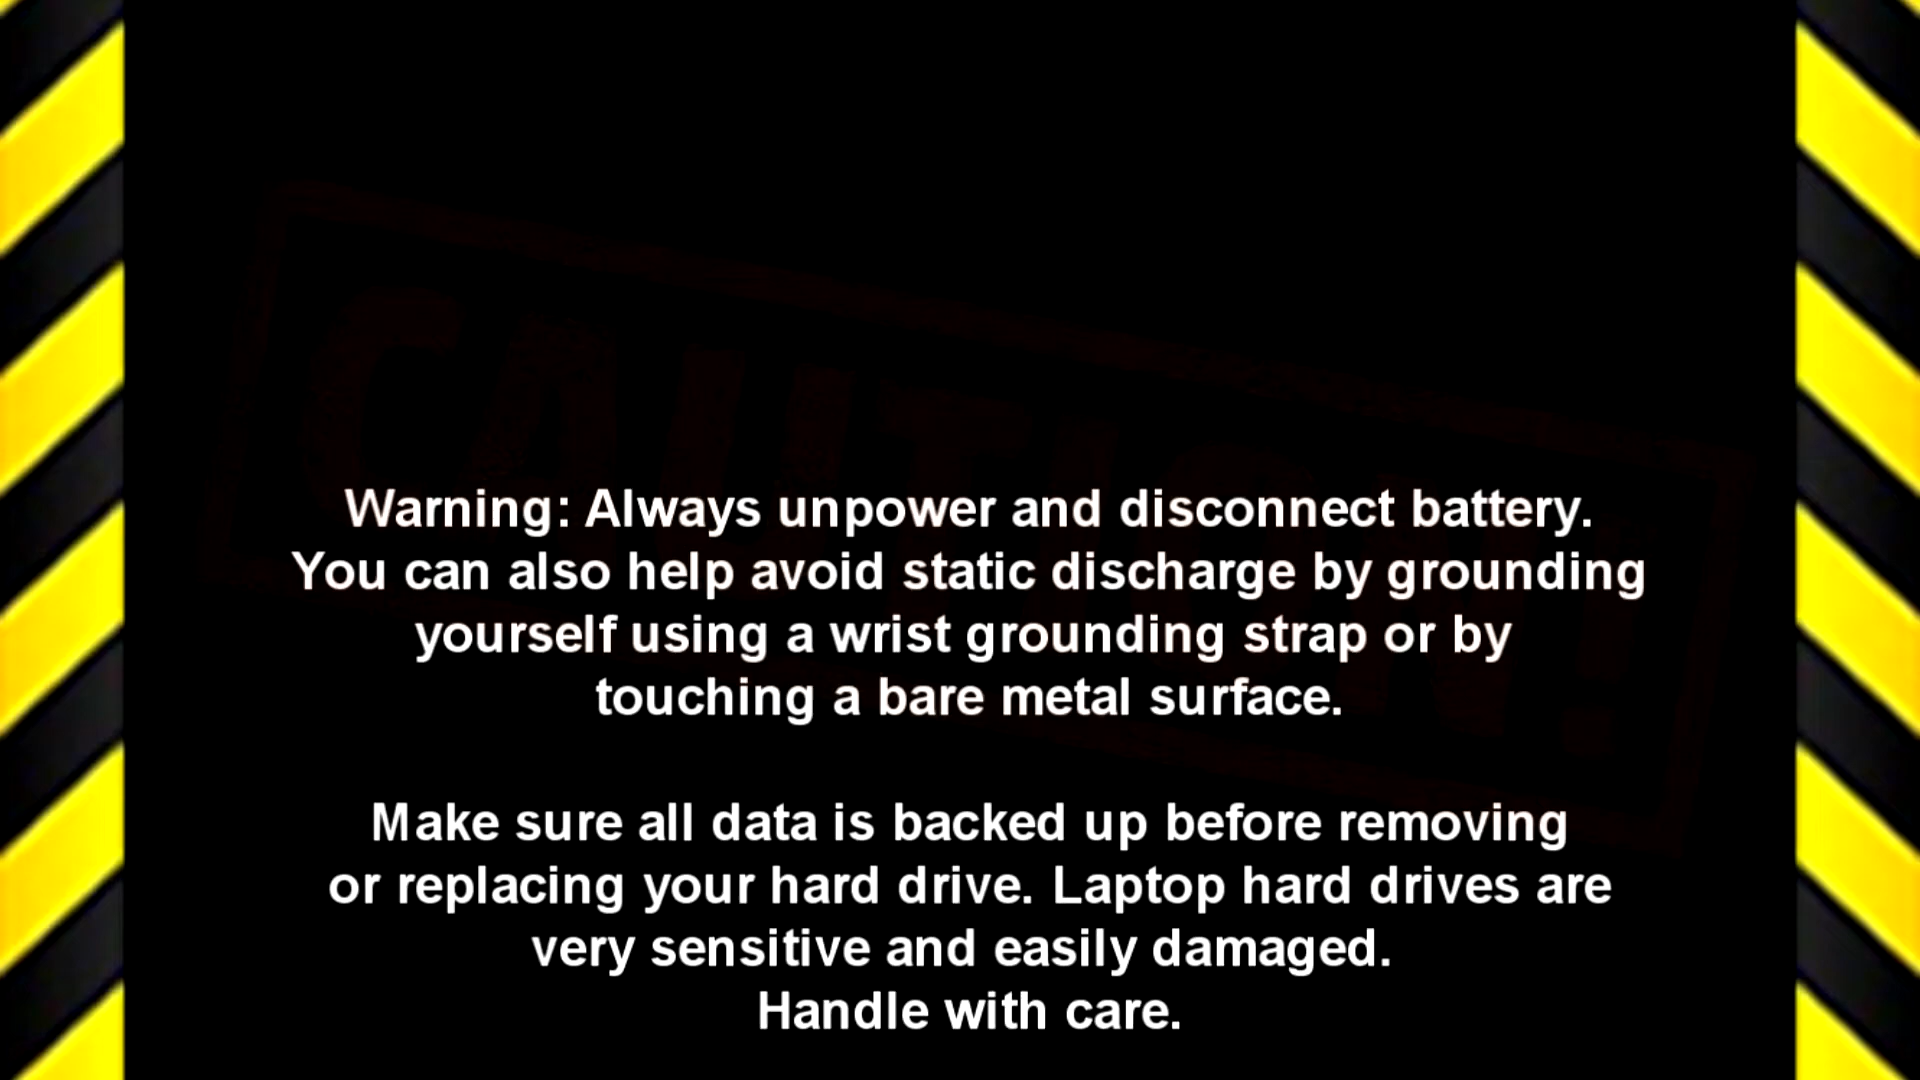 CAUTION!
Warning: Always unpower and disconnect battery.
You can also help avoid static discharge by grounding
yourself using a wrist grounding strap or by
touching a bare metal surface.
Make sure all data is backed up before removing
or replacing your hard drive. Laptop hard drives are
very sensitive and easily damaged.
Handle with care.